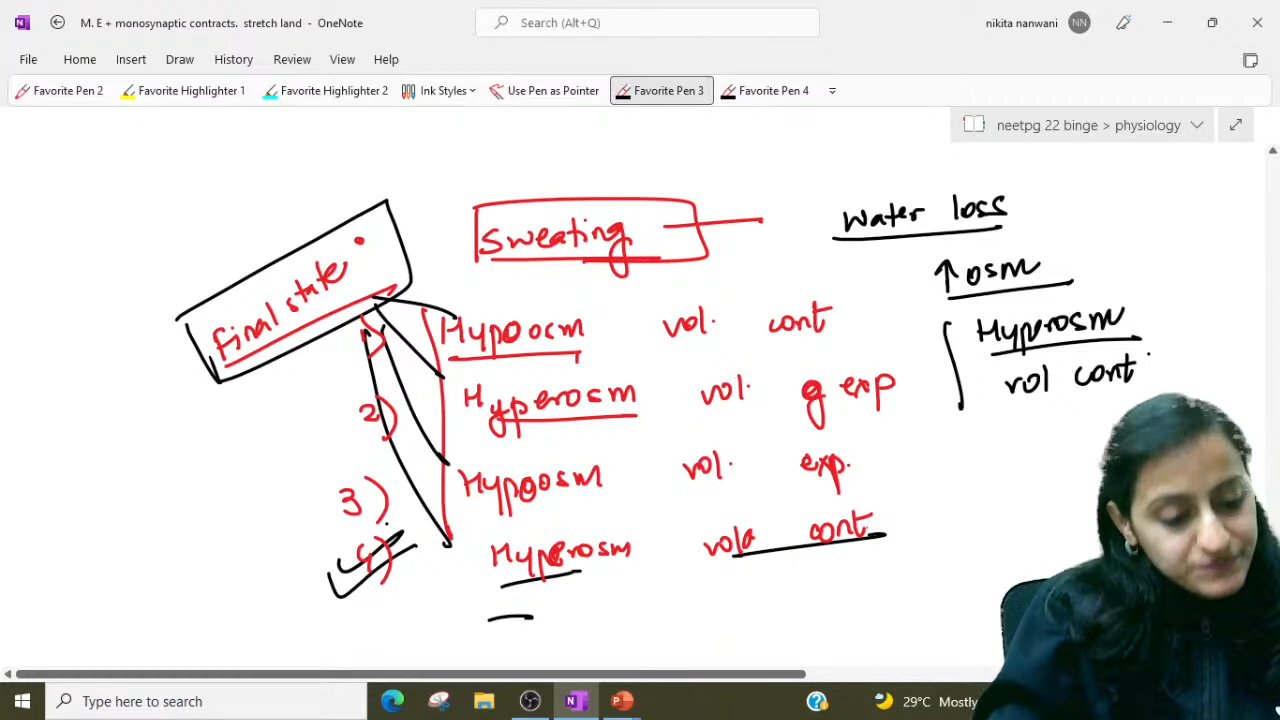 M. E + monosynaptic contracts. stretch land - OneNote
Search (Alt+Q)
nikita nanwani
NN
File Home Insert Draw History Review View Help
Favorite Pen 2 Favorite Highlighter 1 Favorite Highlighter 2 Ink Styles Use Pen as Pointer Favorite Pen 3 Favorite Pen 4
neetpg 22 binge > physiology
Sweating
Water loss
↑ osm
Hyperosm
vol cont
final state
1) Hypoosm vol. cont
2) Hyperosm vol. exp
3) Hypoosm vol. exp.
4) Hyperosm vol cont
Type here to search
29°C Mostly